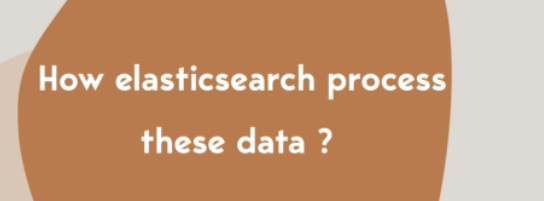 How elasticsearch process
these data ?